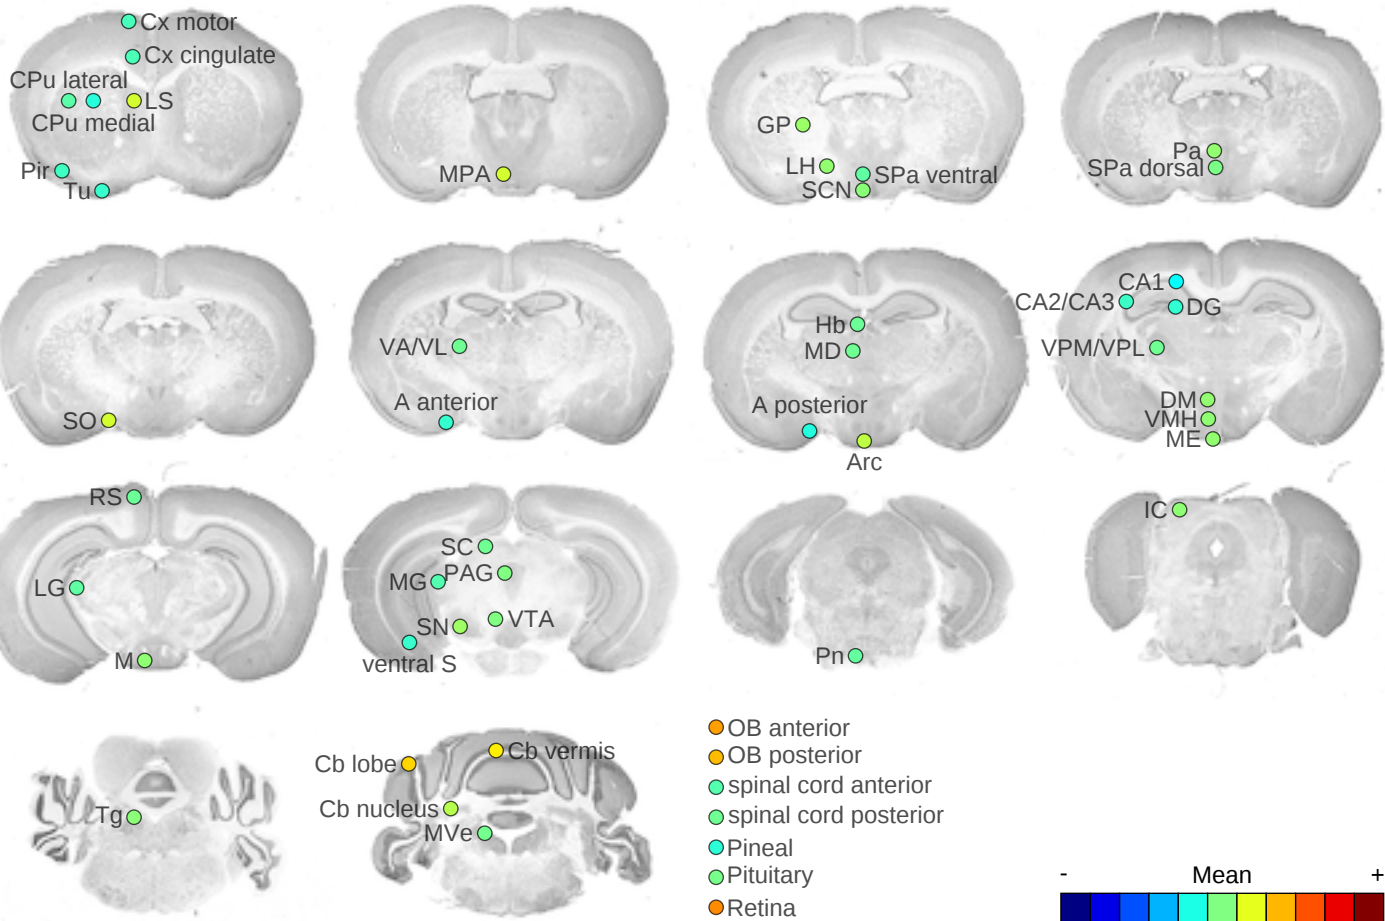 Cx motor
Cx cingulate
CPu lateral
LS
CPu medial
Pir
Tu
MPA
GP
LH
SPa ventral
SCN
Pa
SPa dorsal
SO
VA/VL
A anterior
Hb
MD
A posterior
Arc
CA1
CA2/CA3
DG
VPM/VPL
DM
VMH
ME
RS
LG
M
SC
MG
PAG
SN
VTA
ventral S
Pn
IC
Tg
Cb lobe
Cb vermis
Cb nucleus
MVe
OB anterior
OB posterior
spinal cord anterior
spinal cord posterior
Pineal
Pituitary
Retina
- Mean +